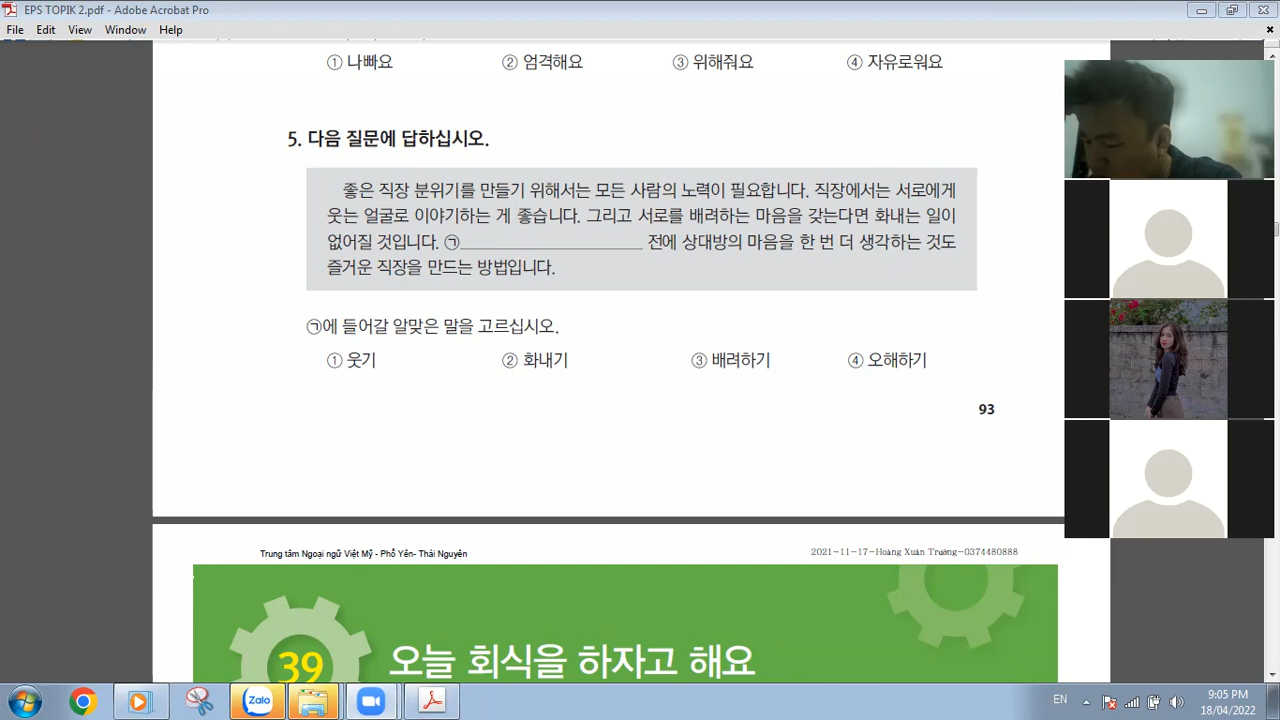 EPS TOPIK 2.pdf - Adobe Acrobat Pro
File Edit View Window Help
① 나빠요 ② 엄격해요 ③ 위해줘요 ④ 자유로워요
5. 다음 질문에 답하십시오.
좋은 직장 분위기를 만들기 위해서는 모든 사람의 노력이 필요합니다. 직장에서는 서로에게
웃는 얼굴로 이야기하는 게 좋습니다. 그리고 서로를 배려하는 마음을 갖는다면 화내는 일이
없어질 것입니다. ㉠____________________ 전에 상대방의 마음을 한 번 더 생각하는 것도
즐거운 직장을 만드는 방법입니다.
㉠에 들어갈 알맞은 말을 고르십시오.
① 웃기 ② 화내기 ③ 배려하기 ④ 오해하기
93
Trung tâm Ngoại ngữ Việt Mỹ - Phổ Yên- Thái Nguyên 2021-11-17-Hoàng Xuân Trường-0374480888
39 오늘 회식을 하자고 해요
Zalo
EN 9:05 PM
18/04/2022